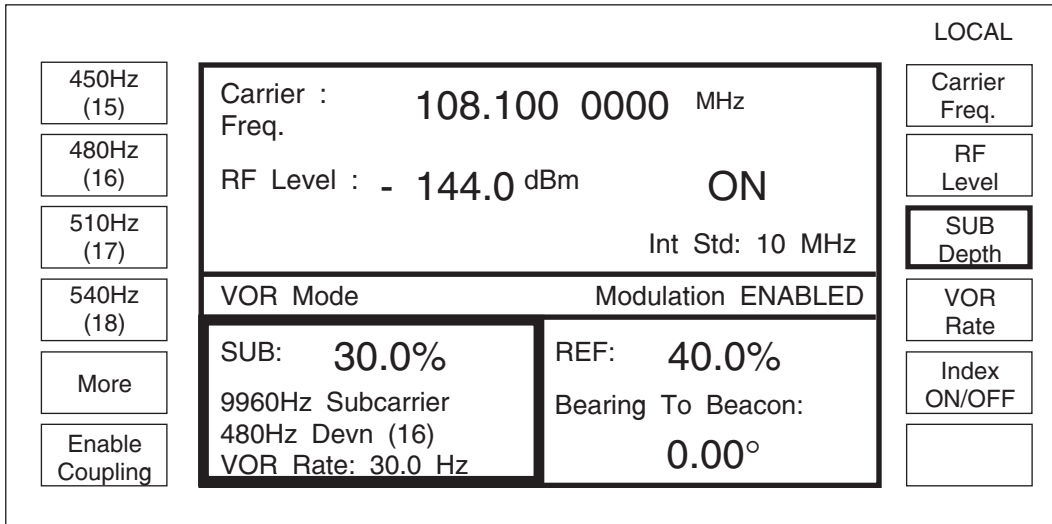 LOCAL
450Hz
(15)
480Hz
(16)
510Hz
(17)
540Hz
(18)
More
Enable
Coupling
Carrier :
Freq.
108.100 0000 MHz
RF Level : - 144.0 dBm ON
Int Std: 10 MHz
VOR Mode Modulation ENABLED
SUB: 30.0%
9960Hz Subcarrier
480Hz Devn (16)
VOR Rate: 30.0 Hz
REF: 40.0%
Bearing To Beacon:
0.00°
Carrier
Freq.
RF
Level
SUB
Depth
VOR
Rate
Index
ON/OFF